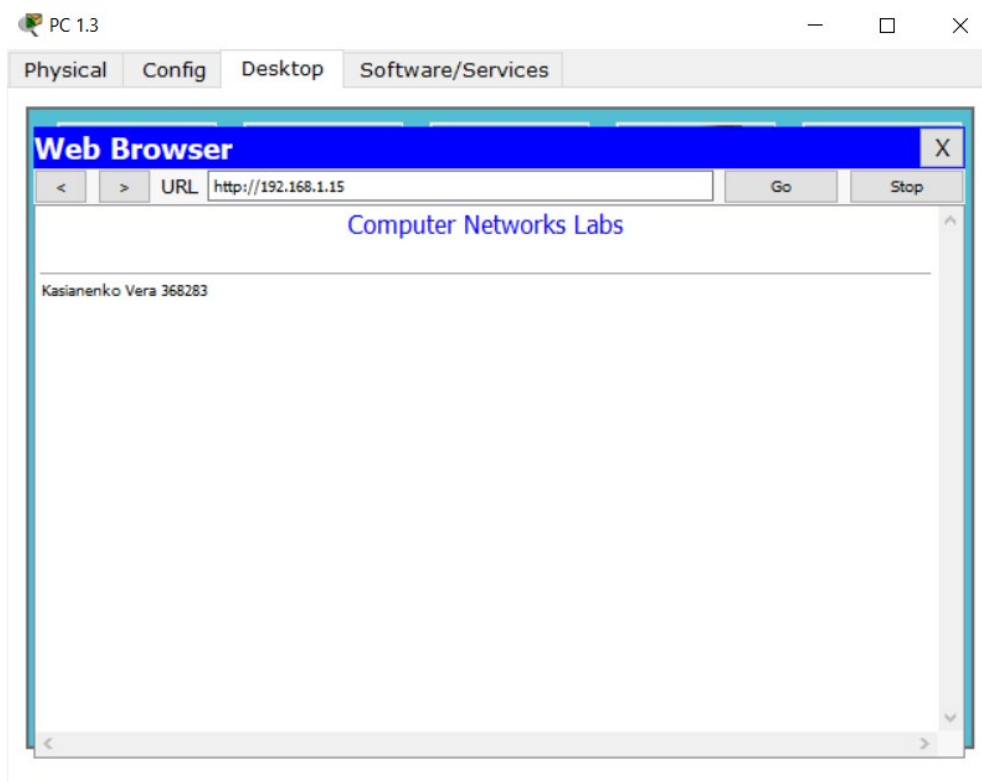 PC 1.3
Physical Config Desktop Software/Services
Web Browser X
< > URL http://192.168.1.15 Go Stop
Computer Networks Labs
Kasianenko Vera 368283